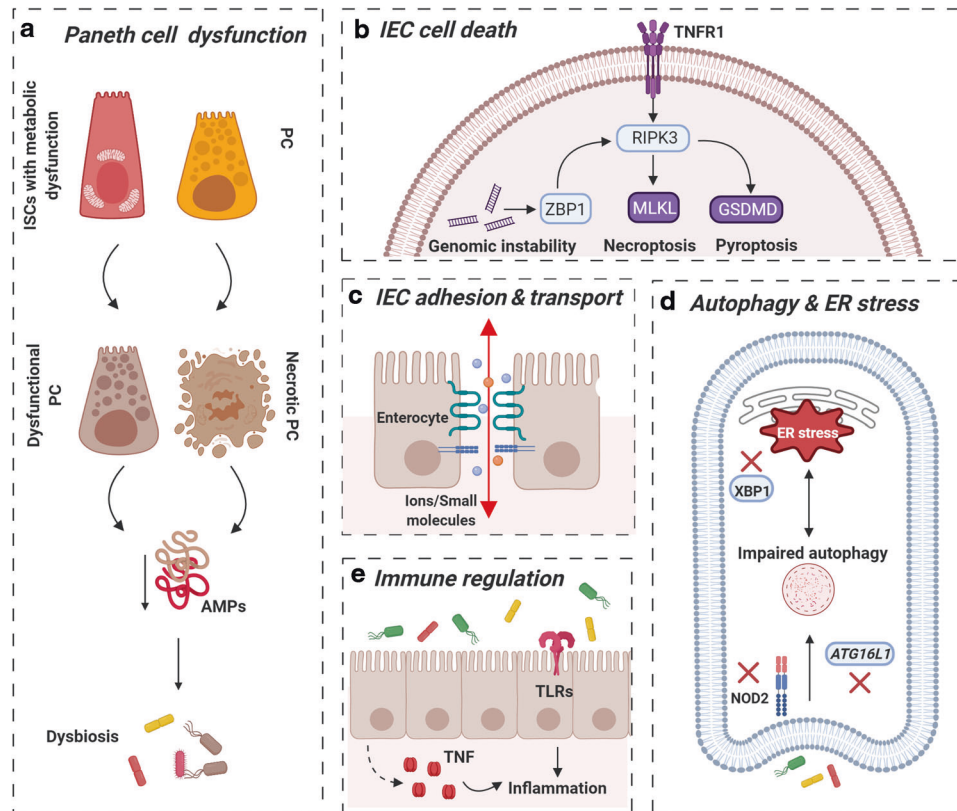 a
Paneth cell dysfunction
ISCs with metabolic
dysfunction
PC
Dysfunctional
PC
Necrotic PC
AMPs
Dysbiosis
b
IEC cell death
TNFR1
RIPK3
ZBP1
MLKL
GSDMD
Genomic instability
Necroptosis
Pyroptosis
c
IEC adhesion & transport
Enterocyte
Ions/Small
molecules
d
Autophagy & ER stress
ER stress
XBP1
Impaired autophagy
ATG16L1
NOD2
e
Immune regulation
TLRs
TNF
Inflammation